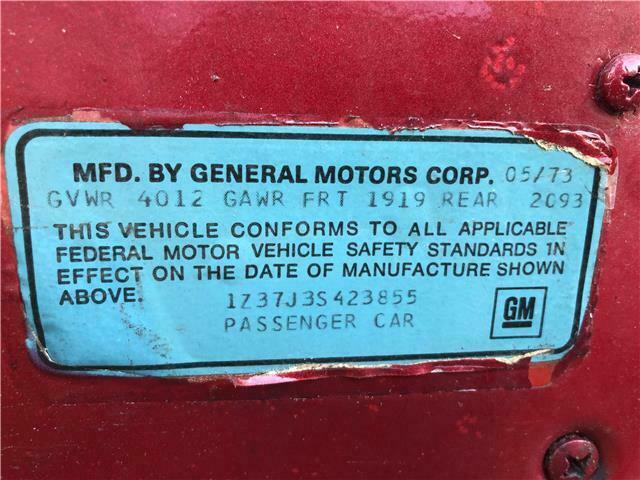 MFD. BY GENERAL MOTORS CORP. 05/73
GVWR 4012 GAWR FRT 1919 REAR 2093
THIS VEHICLE CONFORMS TO ALL APPLICABLE
FEDERAL MOTOR VEHICLE SAFETY STANDARDS IN
EFFECT ON THE DATE OF MANUFACTURE SHOWN
ABOVE. 1Z37J3S423855
PASSENGER CAR GM